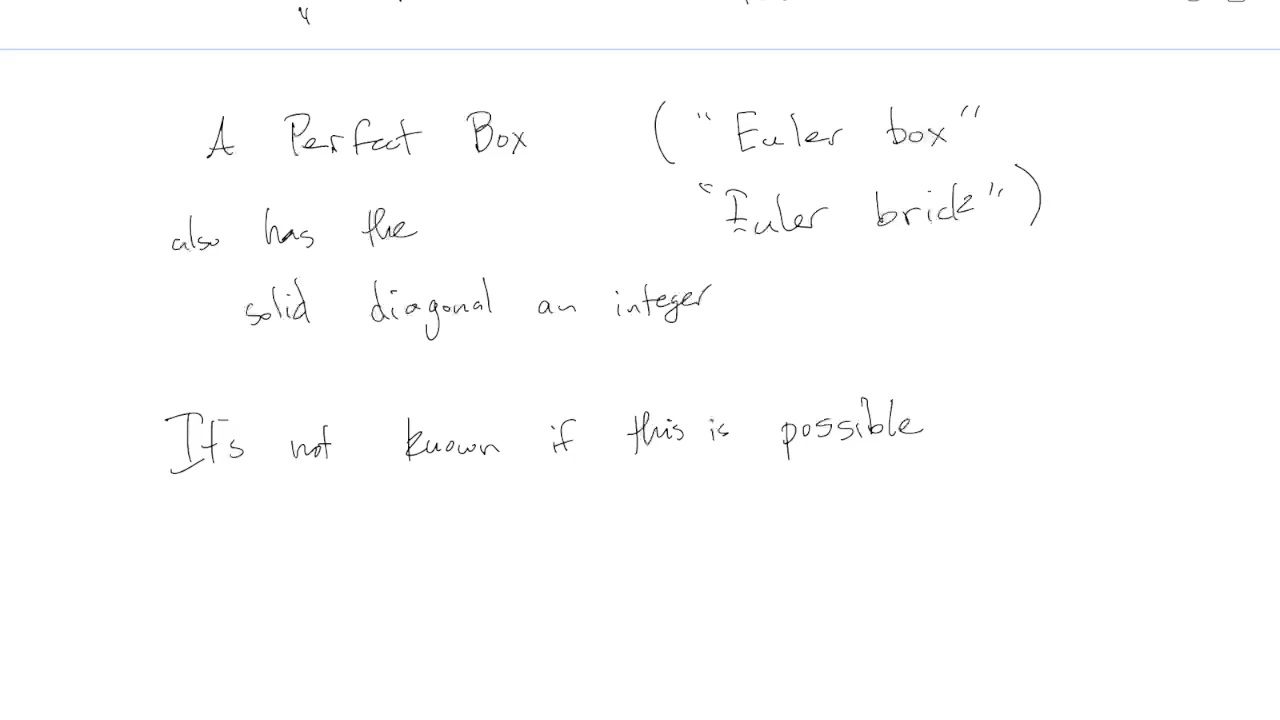 A Perfect Box ("Euler box"
"Euler brick")
also has the
solid diagonal an integer
It's not known if this is possible